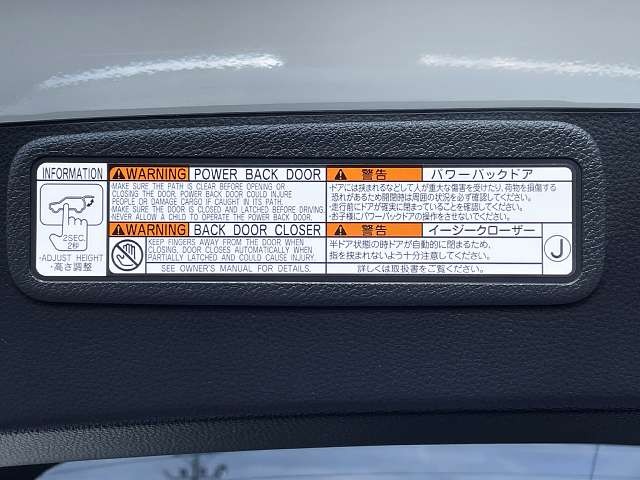 INFORMATION
2SEC.
2秒
・ADJUST HEIGHT
・高さ調整
WARNING POWER BACK DOOR
MAKE SURE THE PATH IS CLEAR BEFORE OPENING OR
CLOSING THE DOOR. POWER BACK DOOR COULD INJURE
PEOPLE OR DAMAGE CARGO IF CAUGHT IN ITS PATH.
MAKE SURE THE DOOR IS CLOSED AND LATCHED BEFORE DRIVING.
NEVER ALLOW A CHILD TO OPERATE THE POWER BACK DOOR.
WARNING BACK DOOR CLOSER
KEEP FINGERS AWAY FROM THE DOOR WHEN
CLOSING. DOOR CLOSES AUTOMATICALLY WHEN
PARTIALLY LATCHED AND COULD CAUSE INJURY.
SEE OWNER'S MANUAL FOR DETAILS.
警告 パワーバックドア
・ドアには挟まれるなどして人が重大な傷害を受けたり、荷物を損傷する
恐れがあるため開閉時は周囲の状況を必ず確認してください。
・走行前にドアが確実に閉まっていることを確認してください。
・お子様にパワーバックドアの操作をさせないでください。
警告 イージークローザー
半ドア状態の時ドアが自動的に閉まるため、
指を挟まれないよう十分注意してください。
詳しくは取扱書をご覧ください。
J